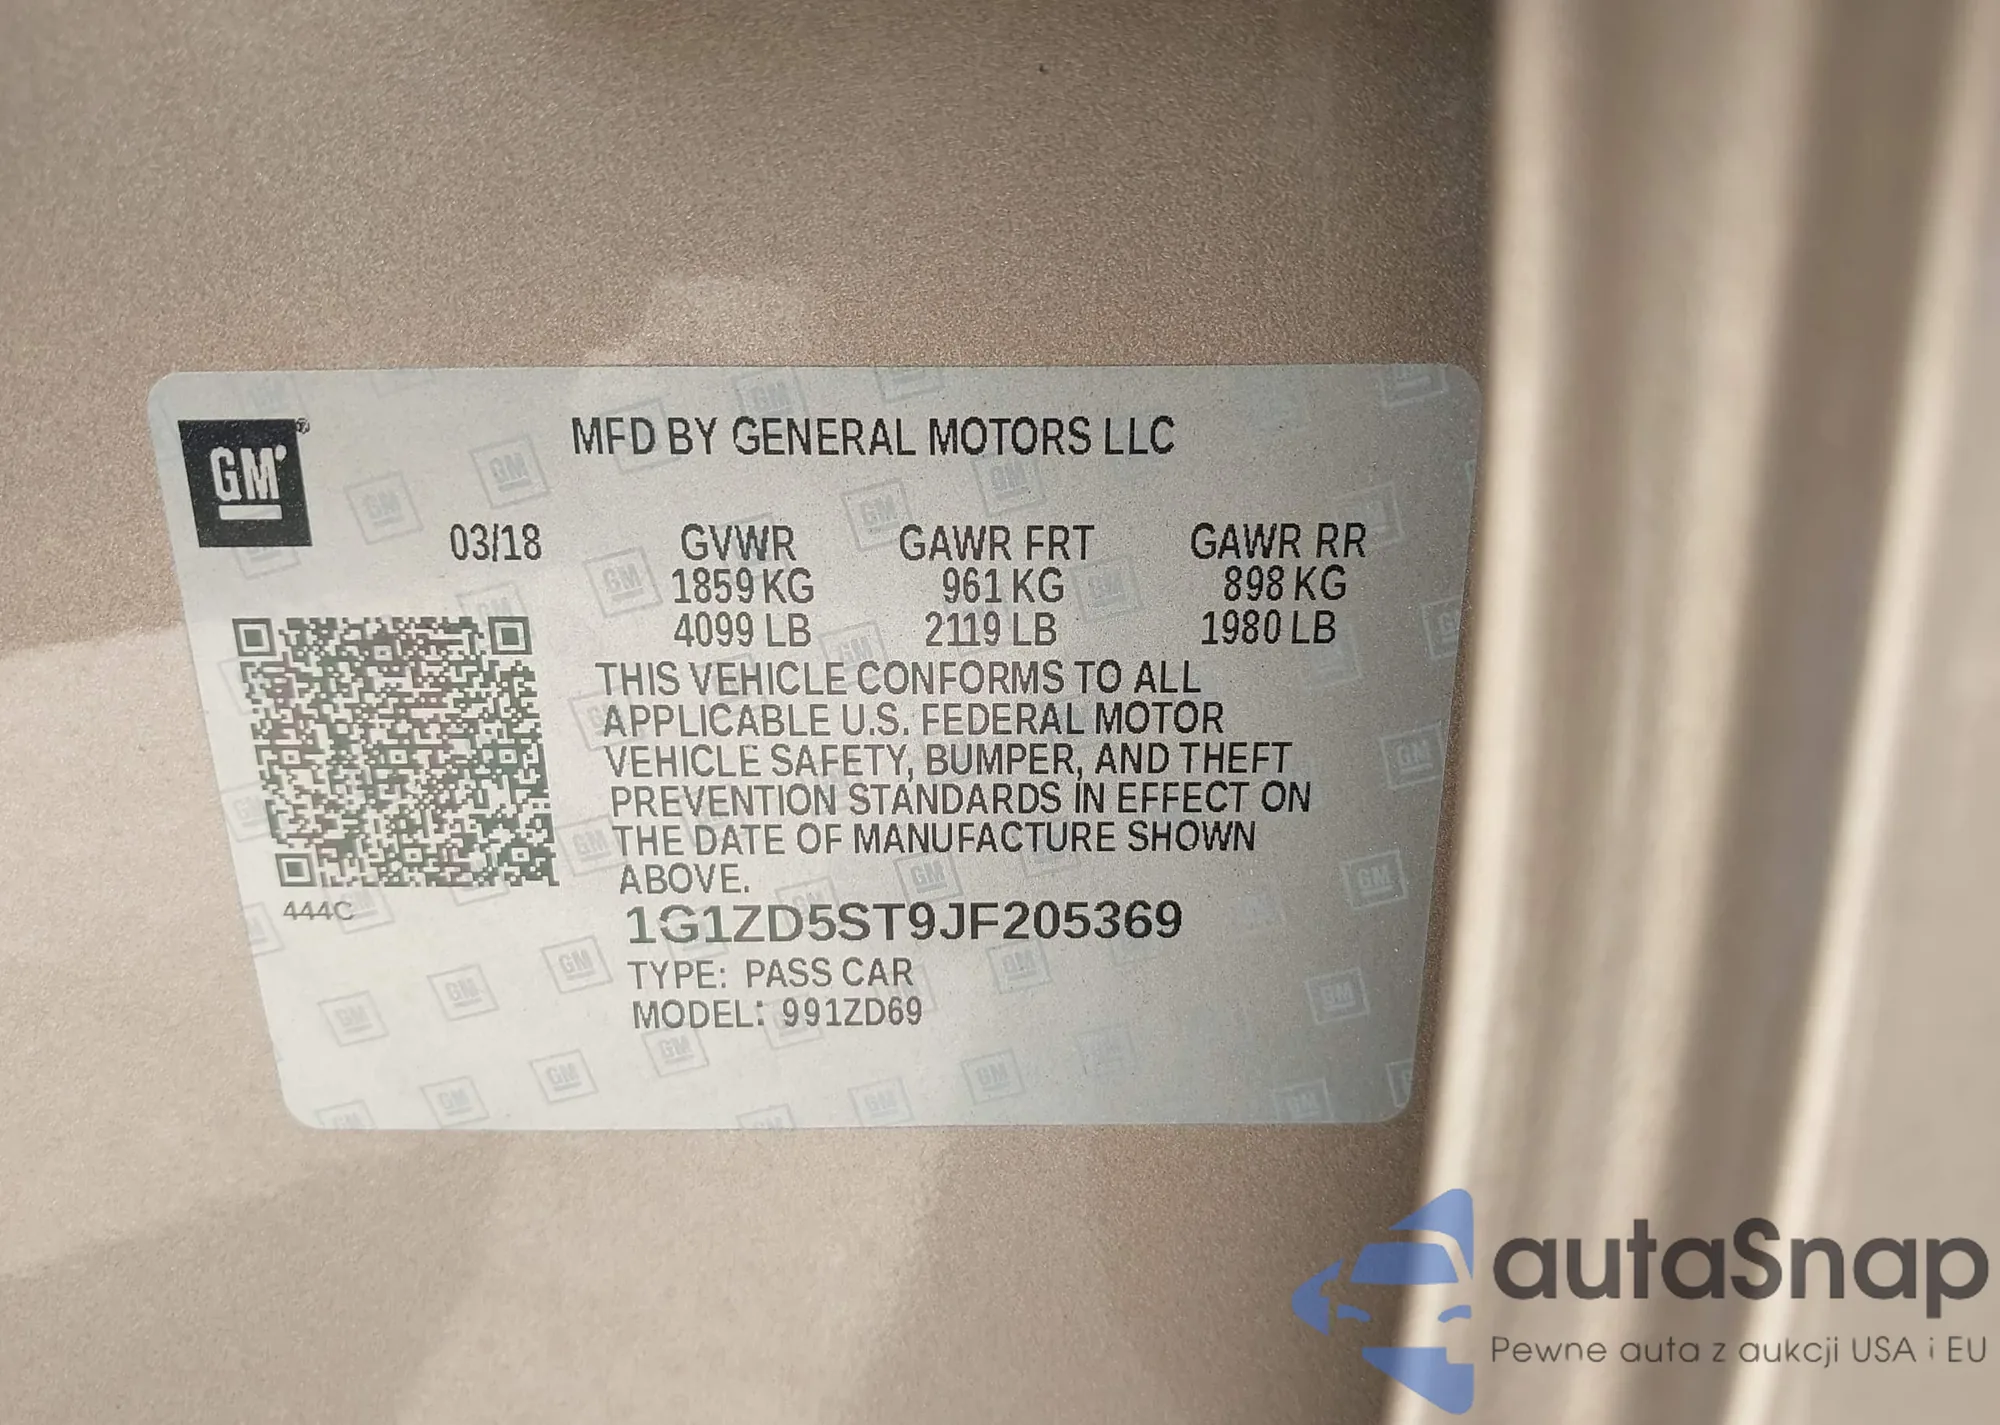 GM
MFD BY GENERAL MOTORS LLC
03/18 GVWR GAWR FRT GAWR RR
1859 KG 961 KG 898 KG
4099 LB 2119 LB 1980 LB
THIS VEHICLE CONFORMS TO ALL
APPLICABLE U.S. FEDERAL MOTOR
VEHICLE SAFETY, BUMPER, AND THEFT
PREVENTION STANDARDS IN EFFECT ON
THE DATE OF MANUFACTURE SHOWN
ABOVE.
444C
1G1ZD5ST9JF205369
TYPE: PASS CAR
MODEL: 991ZD69
autaSnap
Pewne auta z aukcji USA i EU